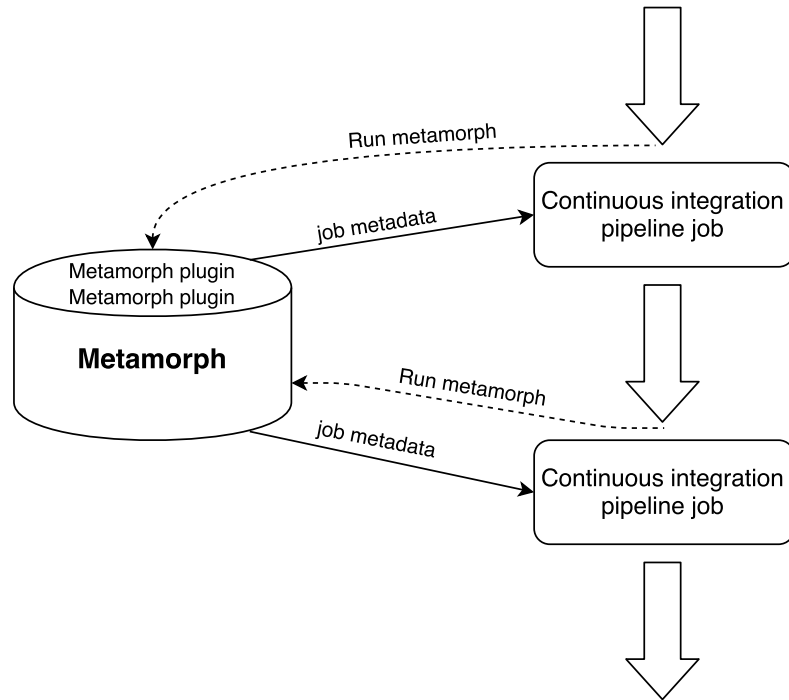 Run metamorph
Continuous integration
pipeline job
job metadata
Metamorph plugin
Metamorph plugin
Metamorph
Run metamorph
job metadata
Continuous integration
pipeline job